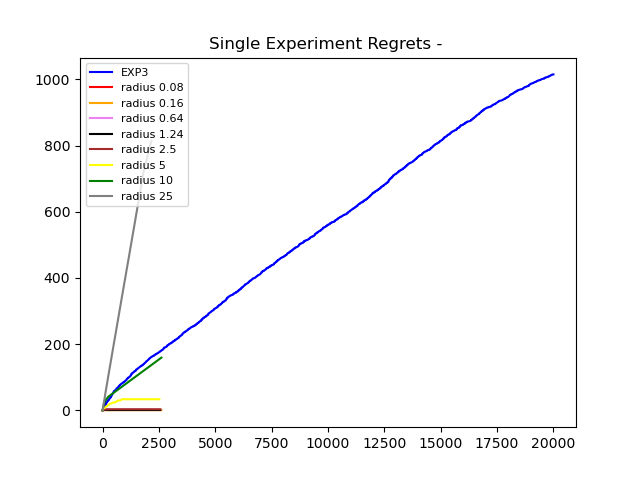 Single Experiment Regrets -
1000
800
600
400
200
0
EXP3
radius 0.08
radius 0.16
radius 0.64
radius 1.24
radius 2.5
radius 5
radius 10
radius 25
0 2500 5000 7500 10000 12500 15000 17500 20000